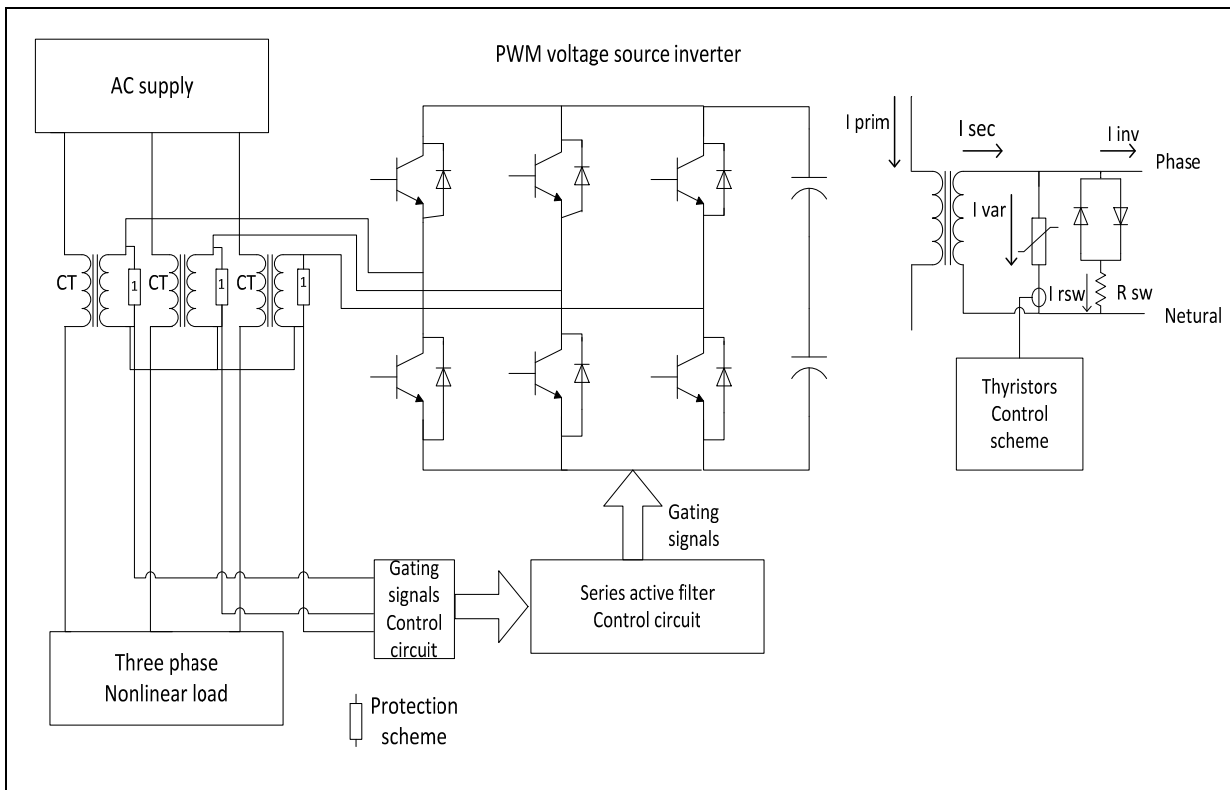 PWM voltage source inverter
AC supply
I prim
I sec
I inv
Phase
I var
CT
1
CT
1
CT
1
I rsw
R sw
Netural
Thyristors
Control
scheme
Gating
signals
Gating
signals
Control
circuit
Series active filter
Control circuit
Three phase
Nonlinear load
Protection
scheme